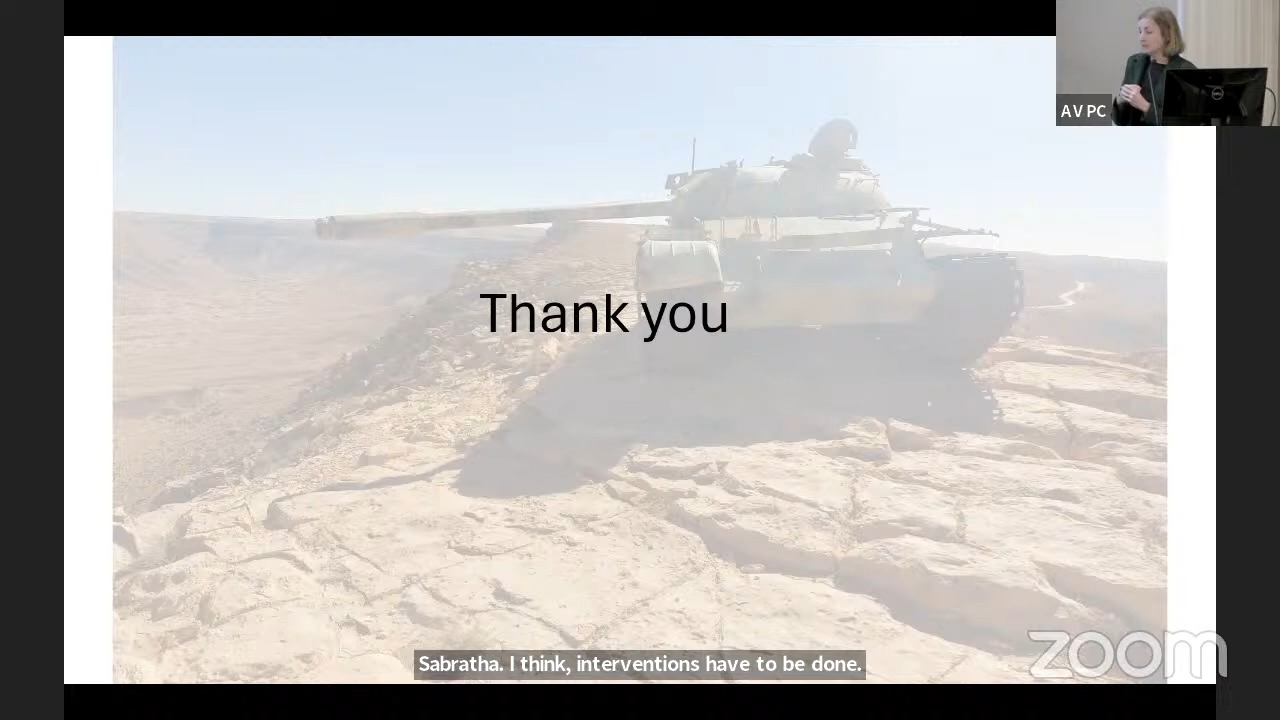 A V PC
Thank you
Sabratha. I think, interventions have to be done.
zoom